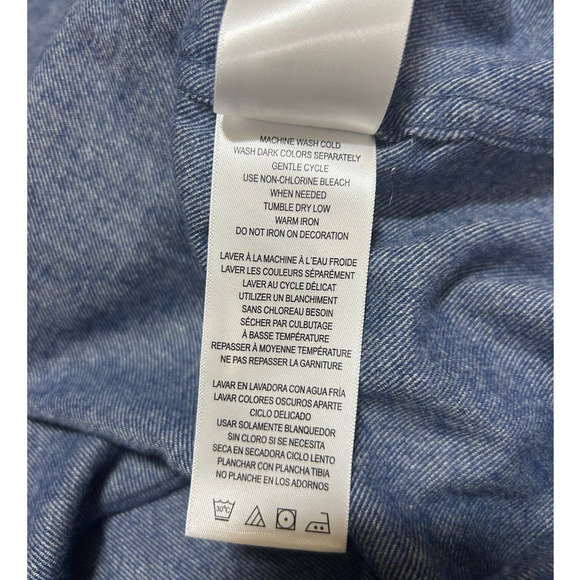 MACHINE WASH COLD
WASH DARK COLORS SEPARATELY
GENTLE CYCLE
USE NON-CHLORINE BLEACH
WHEN NEEDED
TUMBLE DRY LOW
WARM IRON
DO NOT IRON ON DECORATION
LAVER À LA MACHINE À L'EAU FROIDE
LAVER LES COULEURS SÉPARÉMENT
LAVER AU CYCLE DÉLICAT
UTILIZER UN BLANCHIMENT
SANS CHLOREAU BESOIN
SÉCHER PAR CULBUTAGE
À BASSE TEMPÉRATURE
REPASSER À MOYENNE TEMPÉRATURE
NE PAS REPASSER LA GARNITURE
LAVAR EN LAVADORA CON AGUA FRÍA
LAVAR COLORES OSCUROS APARTE
CICLO DELICADO
USAR SOLAMENTE BLANQUEDOR
SIN CLORO SI SE NECESITA
SECA EN SECADORA CICLO LENTO
PLANCHAR CON PLANCHA TIBIA
NO PLANCHE EN LOS ADORNOS
30°C